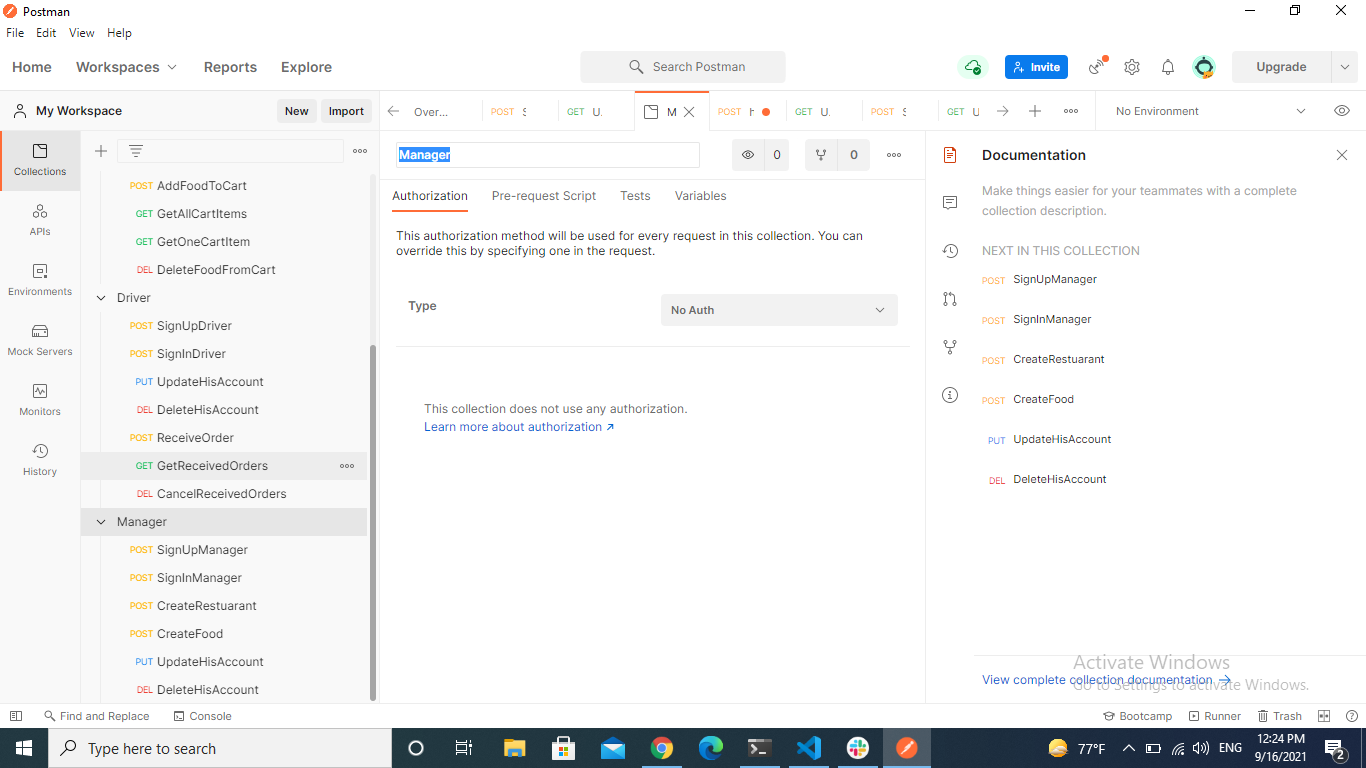 Postman
File Edit View Help
Home Workspaces Reports Explore Search Postman Invite Upgrade
My Workspace New Import
Over... POST GET U. M POST GET U. POST GET U No Environment
Collections
APIs
Environments
Mock Servers
Monitors
History
POST AddFoodToCart
GET GetAllCartItems
GET GetOneCartItem
DEL DeleteFoodFromCart
Driver
POST SignUpDriver
POST SignInDriver
PUT UpdateHisAccount
DEL DeleteHisAccount
POST ReceiveOrder
GET GetReceivedOrders
DEL CancelReceivedOrders
Manager
POST SignUpManager
POST SignInManager
POST CreateRestuarant
POST CreateFood
PUT UpdateHisAccount
DEL DeleteHisAccount
Manager 0 0
Authorization Pre-request Script Tests Variables
This authorization method will be used for every request in this collection. You can
override this by specifying one in the request.
Type No Auth
This collection does not use any authorization.
Learn more about authorization
Documentation
Make things easier for your teammates with a complete
collection description.
NEXT IN THIS COLLECTION
POST SignUpManager
POST SignInManager
POST CreateRestuarant
POST CreateFood
PUT UpdateHisAccount
DEL DeleteHisAccount
Activate Windows
View complete collection documentation
Go to Settings to activate Windows.
Find and Replace Console Bootcamp Runner Trash
Type here to search 77°F ENG 12:24 PM
9/16/2021 2